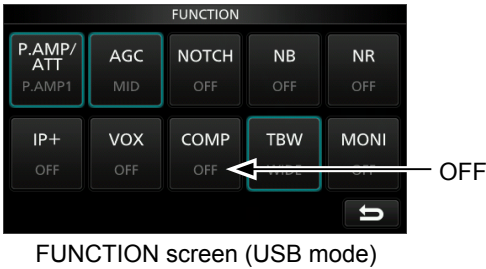 FUNCTION
P.AMP/ATT AGC NOTCH NB NR
P.AMP1 MID OFF OFF OFF
IP+ VOX COMP TBW MONI
OFF OFF OFF WIDE OFF
OFF
FUNCTION screen (USB mode)